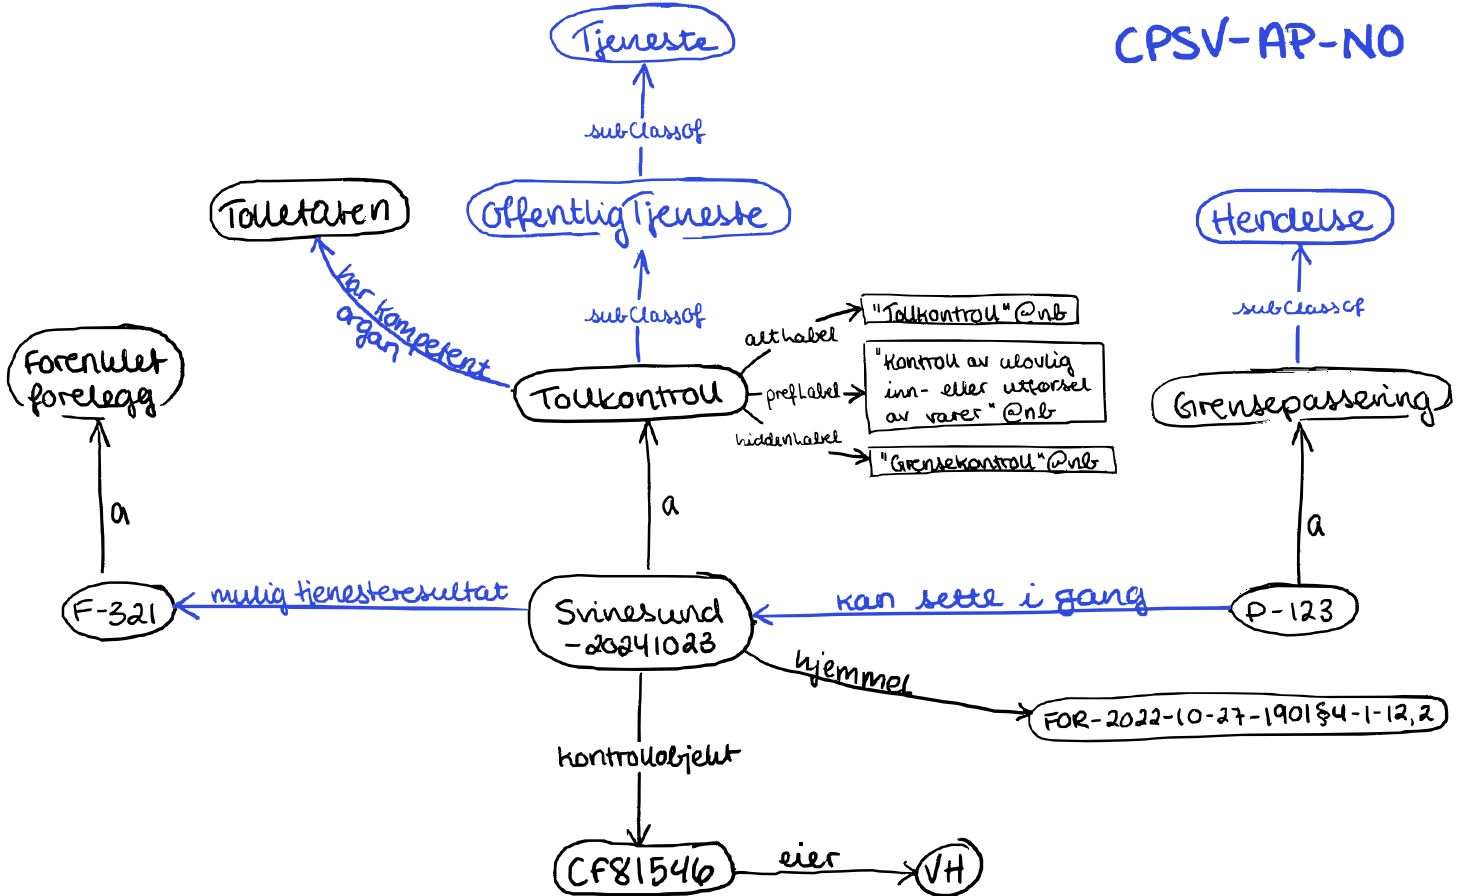 Tjeneste
CPSV-AP-NO
subClassOf
Tolletaten
OffentligTjeneste
Hendelse
har kompetent
organ
subClassOf
subClassOf
altLabel
"Tollkontroll"@nb
Forenklet
forelegg
Tollkontroll
prefLabel
"Kontroll av ulovlig
inn- eller utførsel
av varer"@nb
hiddenLabel
"Grensekontroll"@nb
Grensepassering
a
a
a
F-321
mulig tjenesteresultat
Svinesund
-20241023
kan sette i gang
P-123
hjemmel
FOR-2022-10-27-1901§4-1-12,2
kontrollobjekt
CF81546
eier
VH